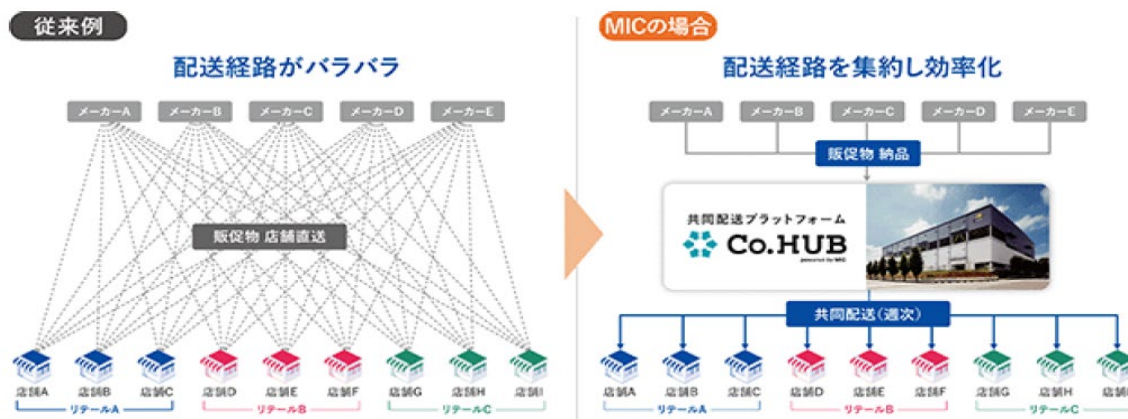 従来例
配送経路がバラバラ
メーカーA
メーカーB
メーカーC
メーカーD
メーカーE
販促物 店舗直送
店舗A
店舗B
店舗C
店舗D
店舗E
店舗F
店舗G
店舗H
店舗I
リテールA
リテールB
リテールC
MICの場合
配送経路を集約し効率化
メーカーA
メーカーB
メーカーC
メーカーD
メーカーE
販促物 納品
共同配送プラットフォーム
Co.HUB
powered by MIC
共同配送(週次)
店舗A
店舗B
店舗C
店舗D
店舗E
店舗F
店舗G
店舗H
店舗I
リテールA
リテールB
リテールC